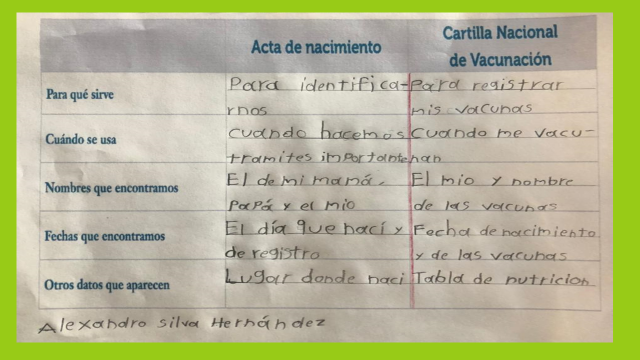 Acta de nacimiento
Cartilla Nacional
de Vacunación
Para qué sirve
Para identifica-
rnos
Para registrar
mis vacunas
Cuándo se usa
cuando hacemos
tramites importante
Cuando me vacu-
nan
Nombres que encontramos
El de mi mamá,
Papá y el mio
El mio y nombre
de las vacunas
Fechas que encontramos
El día que nací y
de registro
Fecha de nacimiento
y de las vacunas
Otros datos que aparecen
Lugar donde naci
Tabla de nutricion
Alexandro Silva Hernández